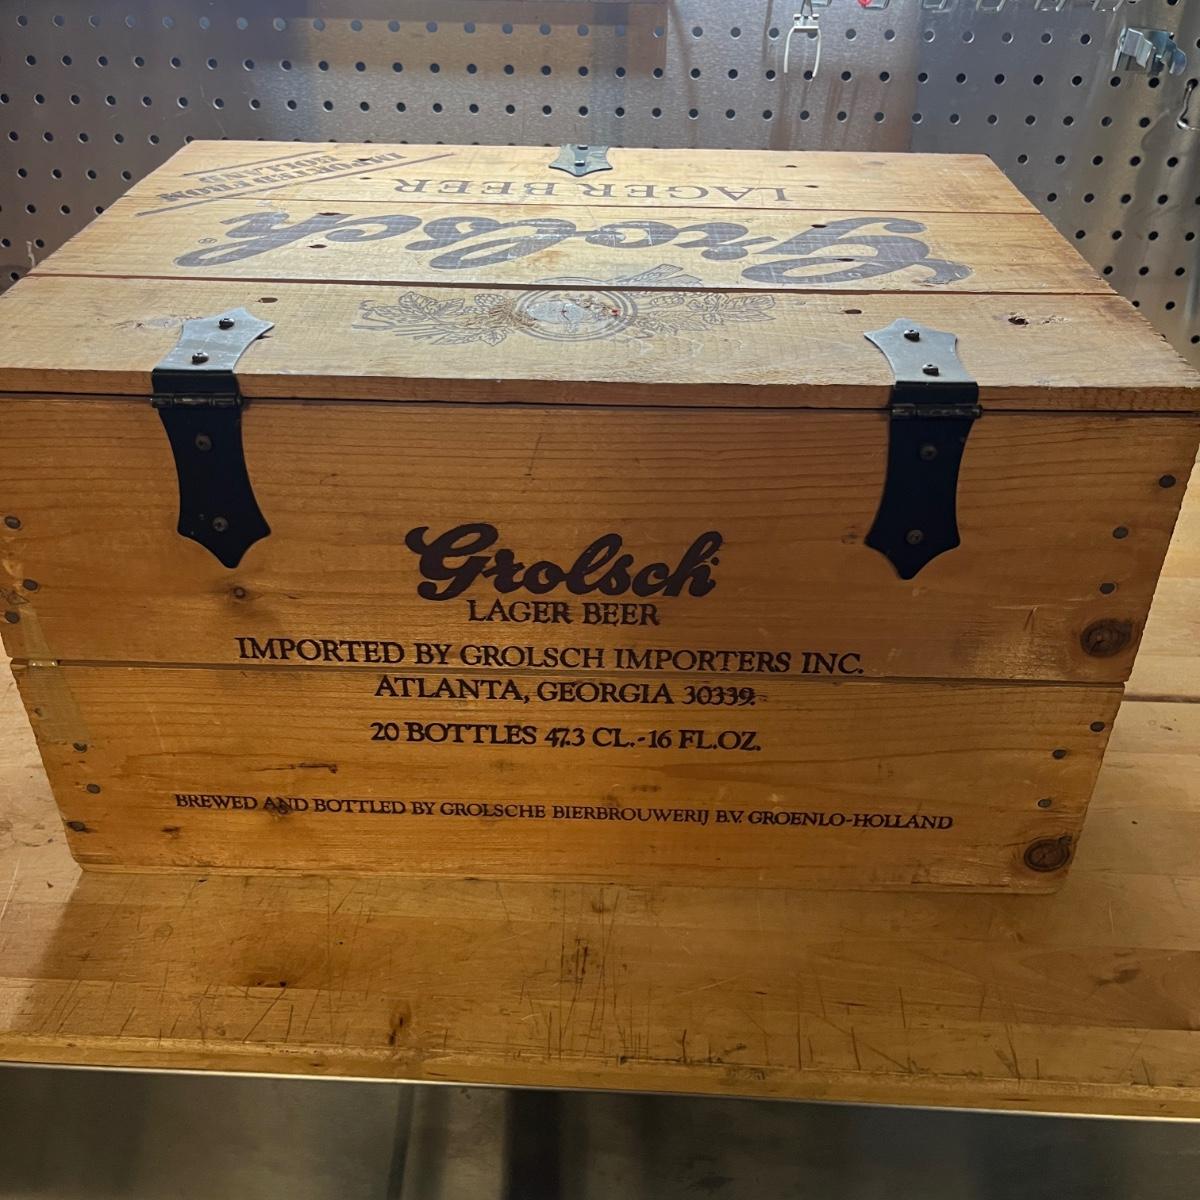 IMPORTED FROM
HOLLAND
LAGER BEER
Grolsch®
Grolsch
LAGER BEER
IMPORTED BY GROLSCH IMPORTERS INC.
ATLANTA, GEORGIA 30339.
20 BOTTLES 47.3 CL.-16 FL.OZ.
BREWED AND BOTTLED BY GROLSCHE BIERBROUWERIJ B.V. GROENLO-HOLLAND